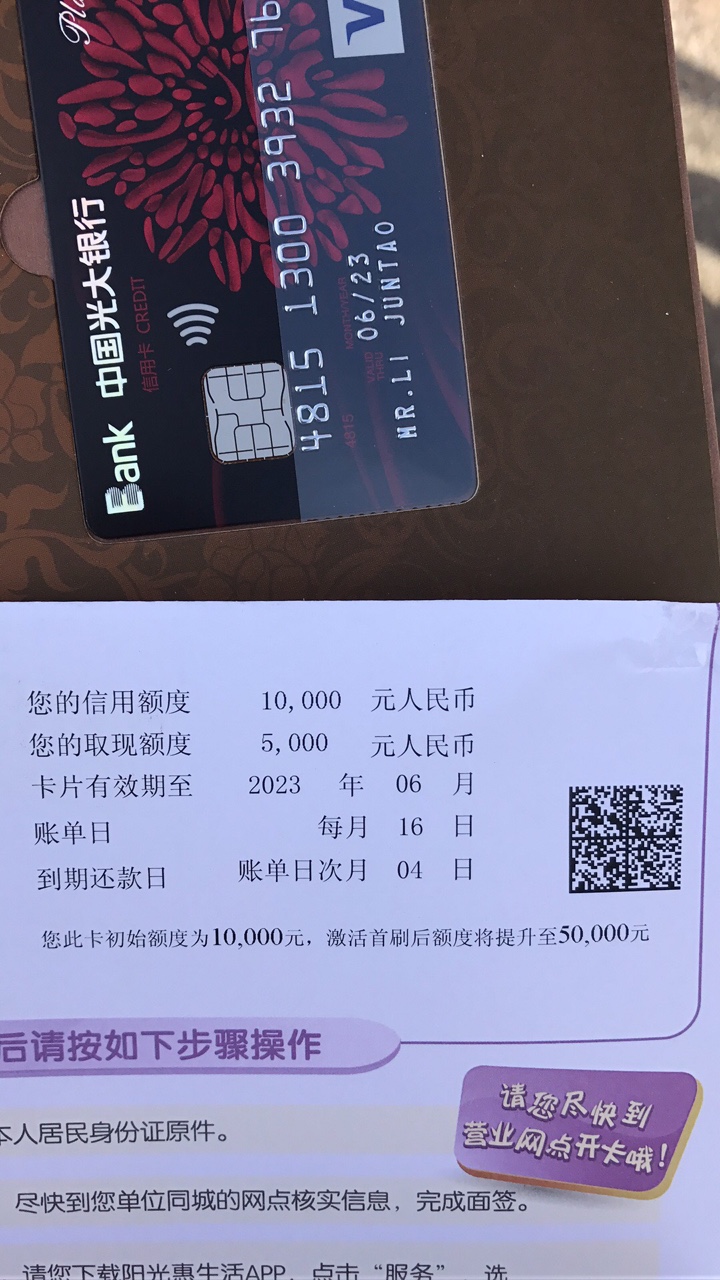 Pla
V
Bank 中国光大银行
信用卡 CREDIT
4815 1300 3932 76
4815
MONTH/YEAR
VALID THRU 06/23
MR.LI JUNTAO
您的信用额度 10,000 元人民币
您的取现额度 5,000 元人民币
卡片有效期至 2023 年 06 月
账单日 每月 16 日
到期还款日 账单日次月 04 日
您此卡初始额度为10,000元，激活首刷后额度将提升至50,000元
后请按如下步骤操作
请您尽快到
营业网点开卡哦！
本人居民身份证原件。
尽快到您单位同城的网点核实信息，完成面签。
请您下载阳光惠生活APP，点击“服务”，选